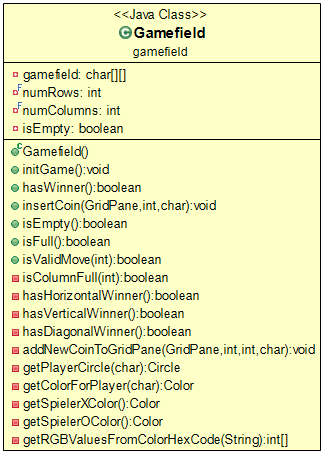 <<Java Class>>
C Gamefield
gamefield
gamefield: char[][]
F numRows: int
F numColumns: int
isEmpty: boolean
c Gamefield()
initGame():void
hasWinner():boolean
insertCoin(GridPane,int,char):void
isEmpty():boolean
isFull():boolean
isValidMove(int):boolean
isColumnFull(int):boolean
hasHorizontalWinner():boolean
hasVerticalWinner():boolean
hasDiagonalWinner():boolean
addNewCoinToGridPane(GridPane,int,int,char):void
getPlayerCircle(char):Circle
getColorForPlayer(char):Color
getSpielerXColor():Color
getSpielerOColor():Color
getRGBValuesFromColorHexCode(String):int[]